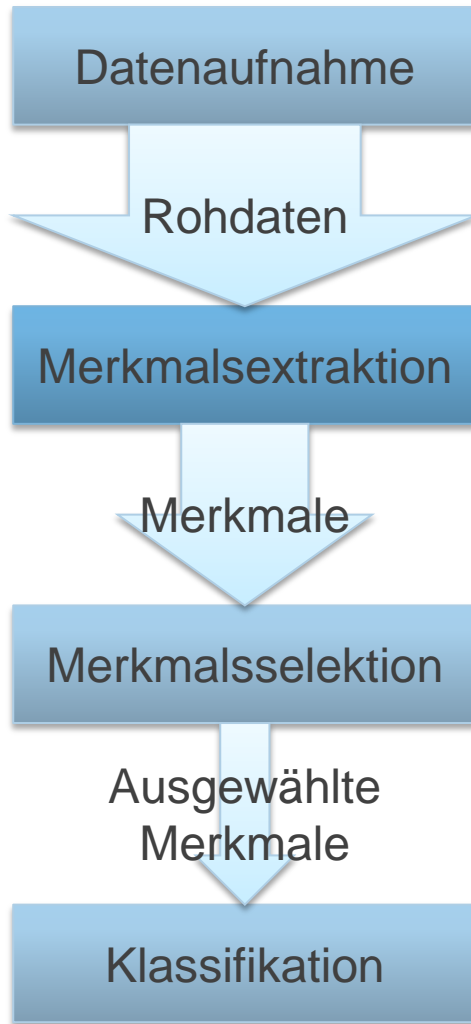 Datenaufnahme
Rohdaten
Merkmalsextraktion
Merkmale
Merkmalsselektion
Ausgewählte
Merkmale
Klassifikation